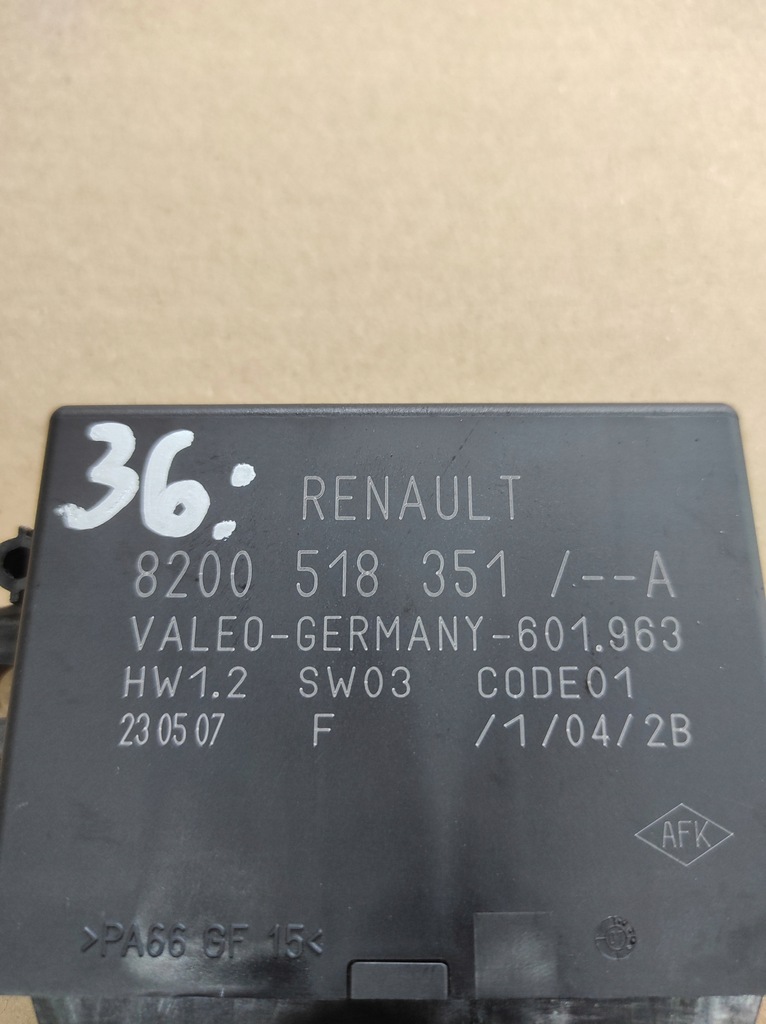 36:
RENAULT
8200 518 351 /--A
VALEO-GERMANY-601.963
HW1.2 SW03 CODE01
23 05 07 F /1/04/2B
AFK
>PA66 GF 15<